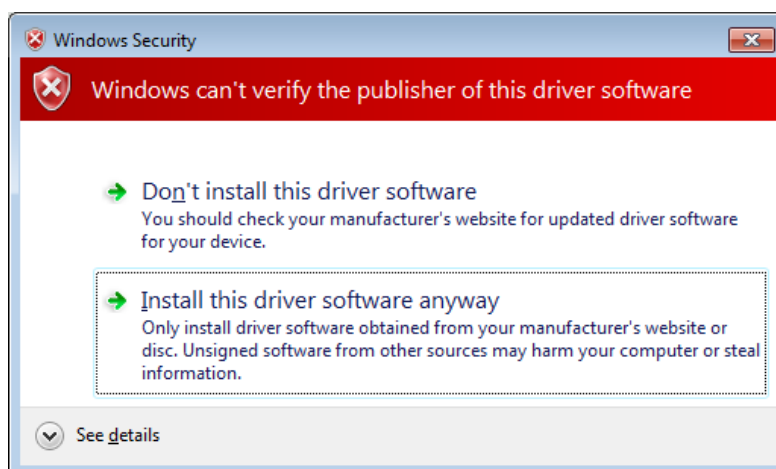 Windows Security
Windows can't verify the publisher of this driver software
Don't install this driver software
You should check your manufacturer's website for updated driver software
for your device.
Install this driver software anyway
Only install driver software obtained from your manufacturer's website or
disc. Unsigned software from other sources may harm your computer or steal
information.
See details